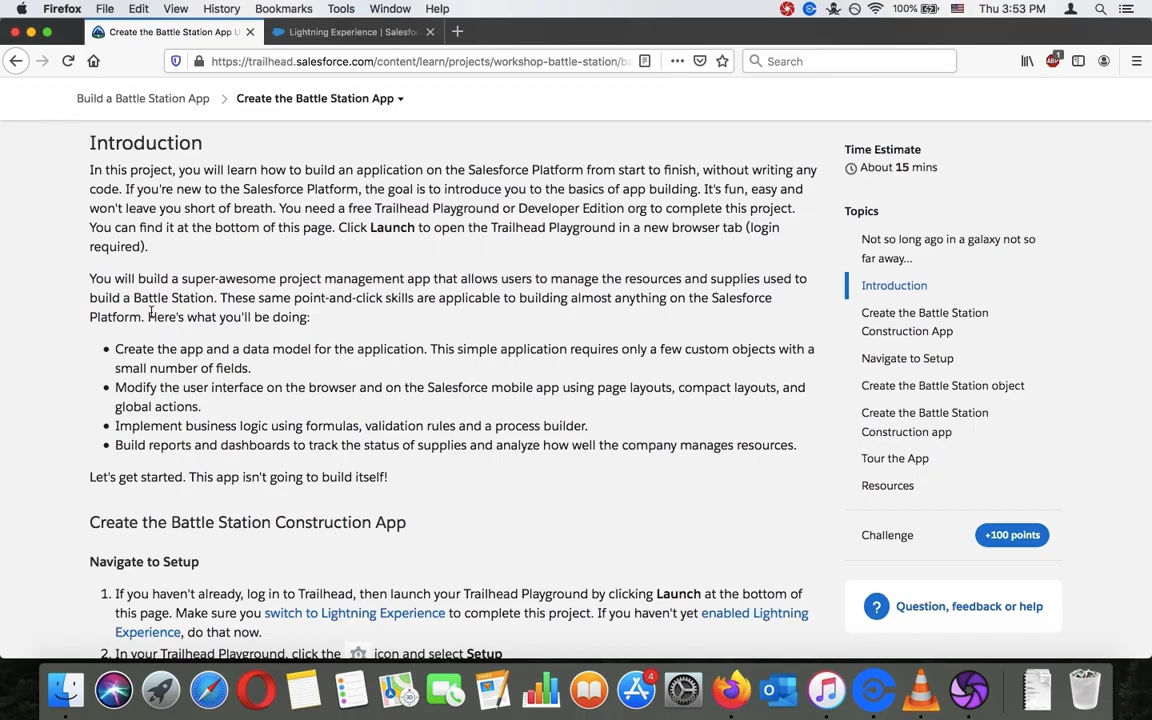 Firefox File Edit View History Bookmarks Tools Window Help 100% Thu 3:53 PM
Create the Battle Station App U
Lightning Experience | Salesfo
https://trailhead.salesforce.com/content/learn/projects/workshop-battle-station/ba
Search
ABP
1
Build a Battle Station App
Create the Battle Station App
Introduction
In this project, you will learn how to build an application on the Salesforce Platform from start to finish, without writing any
code. If you're new to the Salesforce Platform, the goal is to introduce you to the basics of app building. It's fun, easy and
won't leave you short of breath. You need a free Trailhead Playground or Developer Edition org to complete this project.
You can find it at the bottom of this page. Click Launch to open the Trailhead Playground in a new browser tab (login
required).
You will build a super-awesome project management app that allows users to manage the resources and supplies used to
build a Battle Station. These same point-and-click skills are applicable to building almost anything on the Salesforce
Platform. Here's what you'll be doing:
Create the app and a data model for the application. This simple application requires only a few custom objects with a
small number of fields.
Modify the user interface on the browser and on the Salesforce mobile app using page layouts, compact layouts, and
global actions.
Implement business logic using formulas, validation rules and a process builder.
Build reports and dashboards to track the status of supplies and analyze how well the company manages resources.
Let's get started. This app isn't going to build itself!
Create the Battle Station Construction App
Navigate to Setup
1. If you haven't already, log in to Trailhead, then launch your Trailhead Playground by clicking Launch at the bottom of
this page. Make sure you switch to Lightning Experience to complete this project. If you haven't yet enabled Lightning
Experience, do that now.
2. In your Trailhead Playground, click the icon and select Setup
Time Estimate
About 15 mins
Topics
Not so long ago in a galaxy not so
far away...
Introduction
Create the Battle Station
Construction App
Navigate to Setup
Create the Battle Station object
Create the Battle Station
Construction app
Tour the App
Resources
Challenge
+100 points
? Question, feedback or help
4